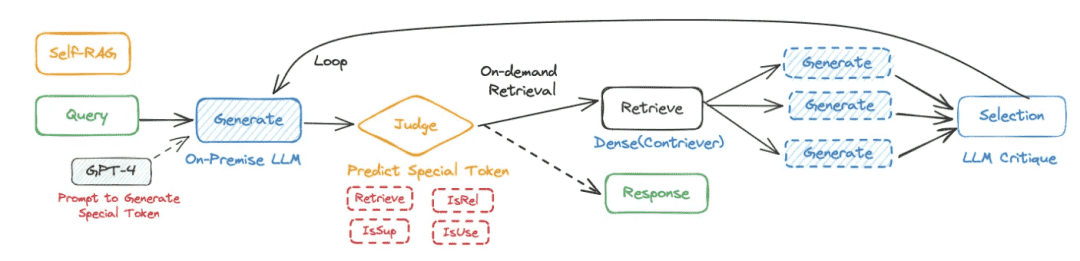 Self-RAG
Loop
On-demand
Retrieval
Query
Generate
On-Premise LLM
GPT-4
Prompt to Generate
Special Token
Judge
Predict Special Token
Retrieve
IsRel
IsSup
IsUse
Retrieve
Dense(Contriever)
Response
Generate
Generate
Generate
Selection
LLM Critique